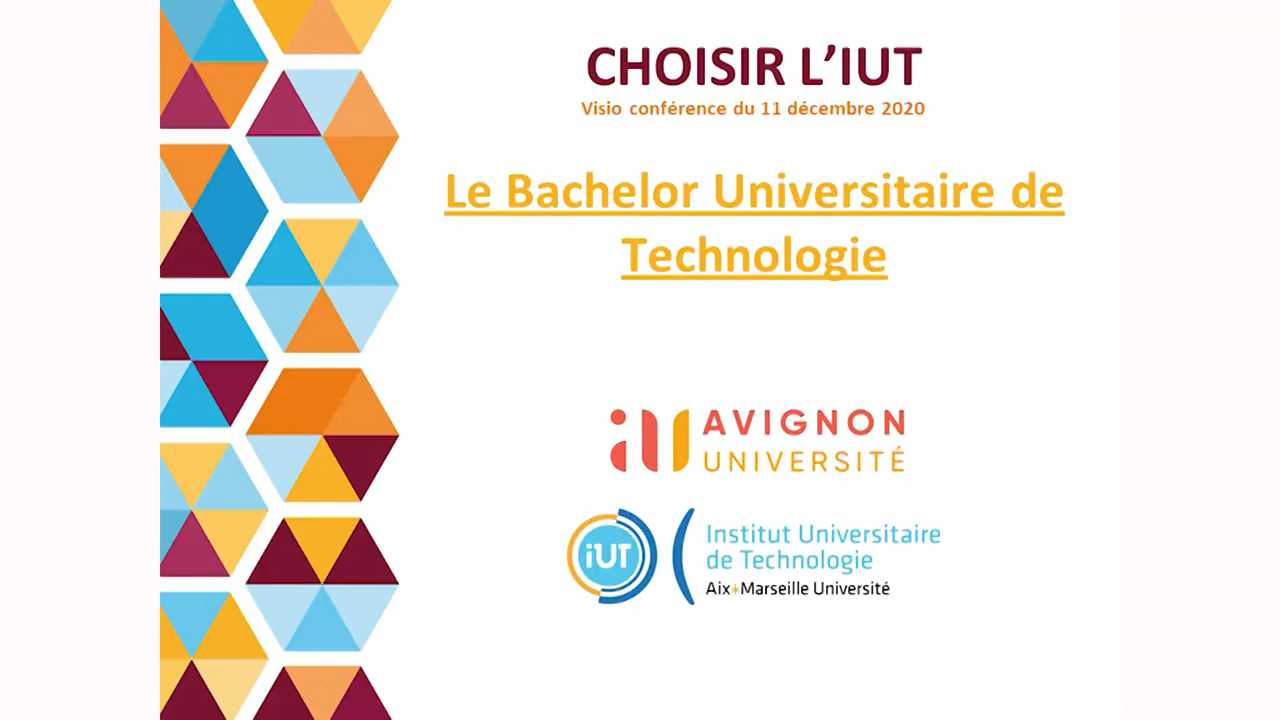 CHOISIR L’IUT
Visio conférence du 11 décembre 2020
Le Bachelor Universitaire de
Technologie
AVIGNON
UNIVERSITÉ
iUT
Institut Universitaire
de Technologie
Aix*Marseille Université